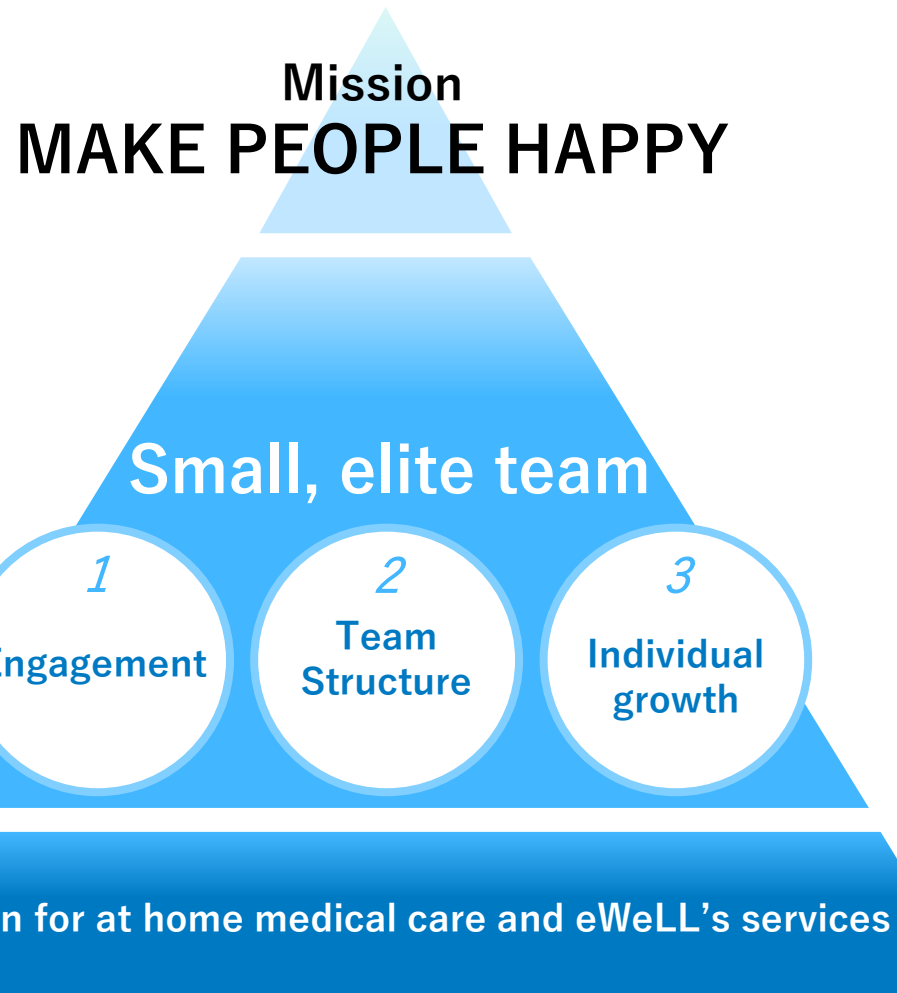 Mission
MAKE PEOPLE HAPPY
Small, elite team
1
Engagement
2
Team
Structure
3
Individual
growth
n for at home medical care and eWeLL's services